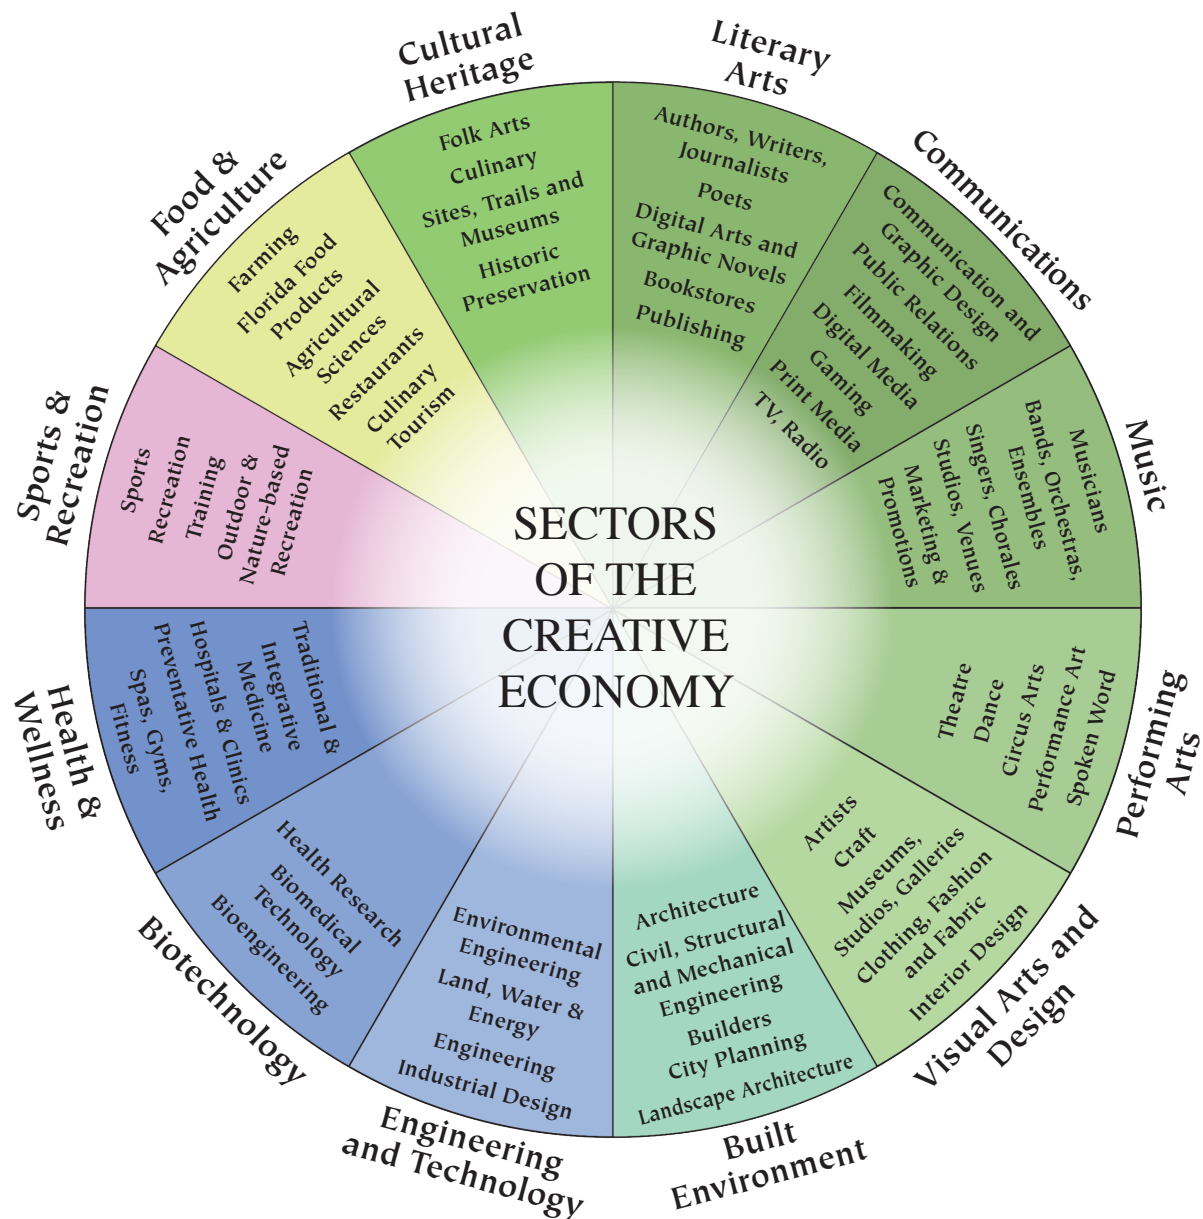 SECTORS
OF THE
CREATIVE
ECONOMY
Literary
Arts
Authors, Writers,
Journalists
Poets
Digital Arts and
Graphic Novels
Bookstores
Publishing
Communications
Communication and
Graphic Design
Public Relations
Filmmaking
Digital Media
Gaming
Print Media
TV, Radio
Music
Musicians
Bands, Orchestras,
Ensembles
Singers, Chorales
Studios, Venues
Marketing &
Promotions
Performing
Arts
Theatre
Dance
Circus Arts
Performance Art
Spoken Word
Visual Arts and
Design
Artists
Craft
Museums,
Studios, Galleries
Clothing, Fashion
and Fabric
Interior Design
Built
Environment
Architecture
Civil, Structural
and Mechanical
Engineering
Builders
City Planning
Landscape Architecture
Engineering
and Technology
Environmental
Engineering
Land, Water &
Energy
Engineering
Industrial Design
Biotechnology
Health Research
Biomedical
Technology
Bioengineering
Health &
Wellness
Traditional &
Integrative
Medicine
Hospitals & Clinics
Preventative Health
Spas, Gyms,
Fitness
Sports &
Recreation
Sports
Recreation
Training
Outdoor &
Nature-based
Recreation
Food &
Agriculture
Farming
Florida Food
Products
Agricultural
Sciences
Restaurants
Culinary
Tourism
Cultural
Heritage
Folk Arts
Culinary
Sites, Trails and
Museums
Historic
Preservation